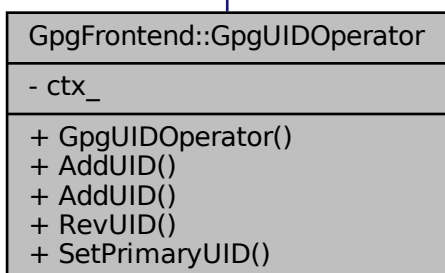 GpgFrontend::GpgUIDOperator
- ctx_
+ GpgUIDOperator()
+ AddUID()
+ AddUID()
+ RevUID()
+ SetPrimaryUID()